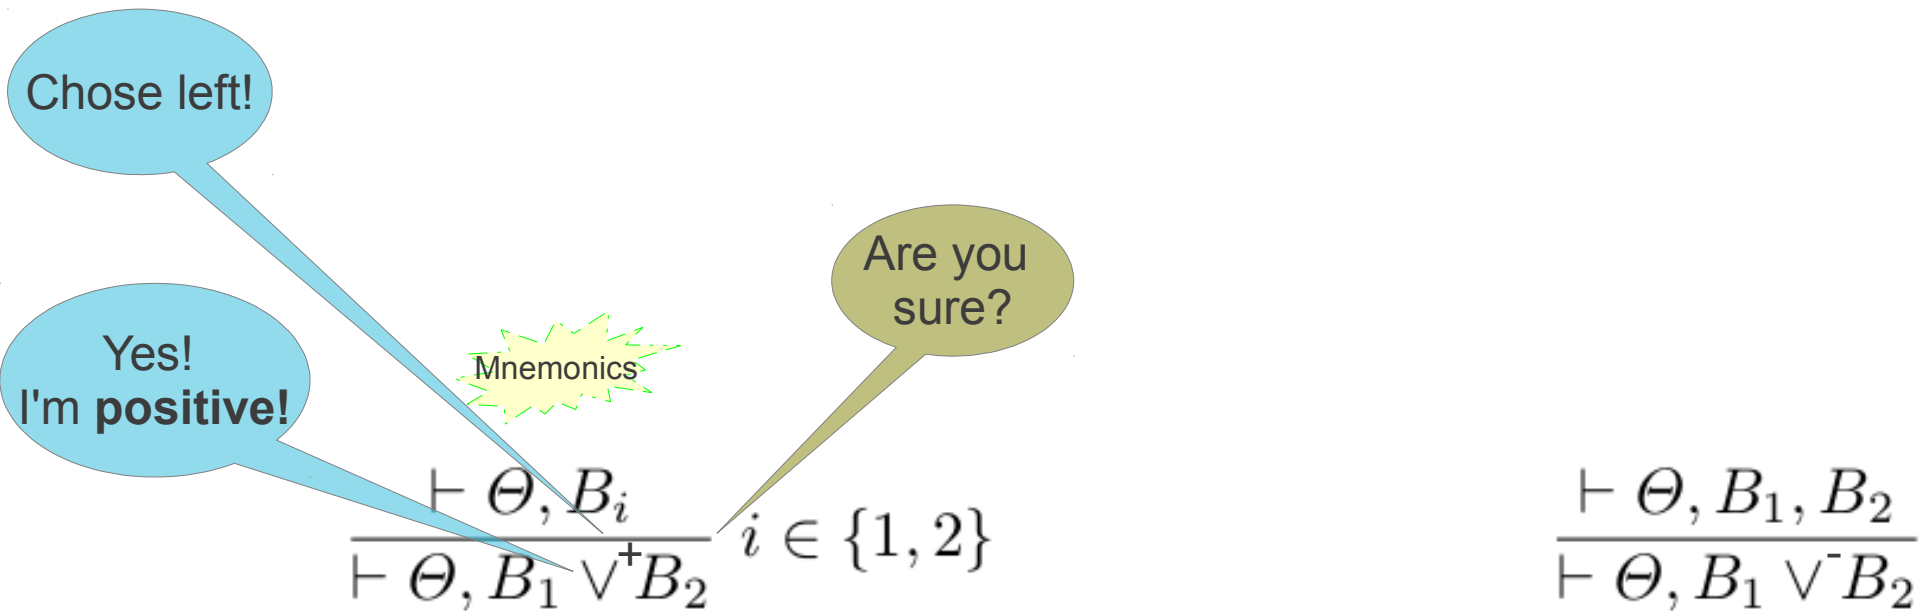 Chose left!
Are you
sure?
Yes!
I'm positive!
Mnemonics
⊢ Θ, B_i
⊢ Θ, B_1 ∨^+ B_2
i ∈ {1, 2}
⊢ Θ, B_1, B_2
⊢ Θ, B_1 ∨^- B_2